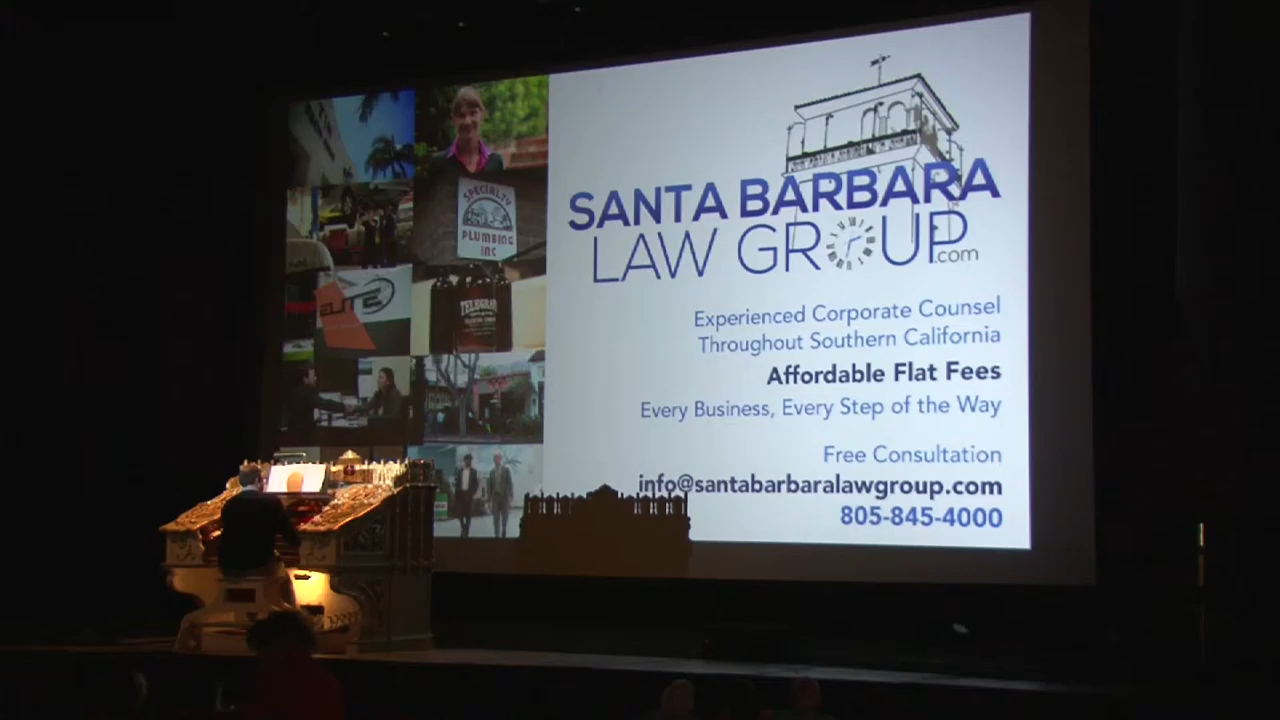 SPECIALTY
PLUMBING
INC
ELITE
TELEGRAPH
SANTA BARBARA
LAW GROUP
.com
Experienced Corporate Counsel
Throughout Southern California
Affordable Flat Fees
Every Business, Every Step of the Way
Free Consultation
info@santabarbaralawgroup.com
805-845-4000